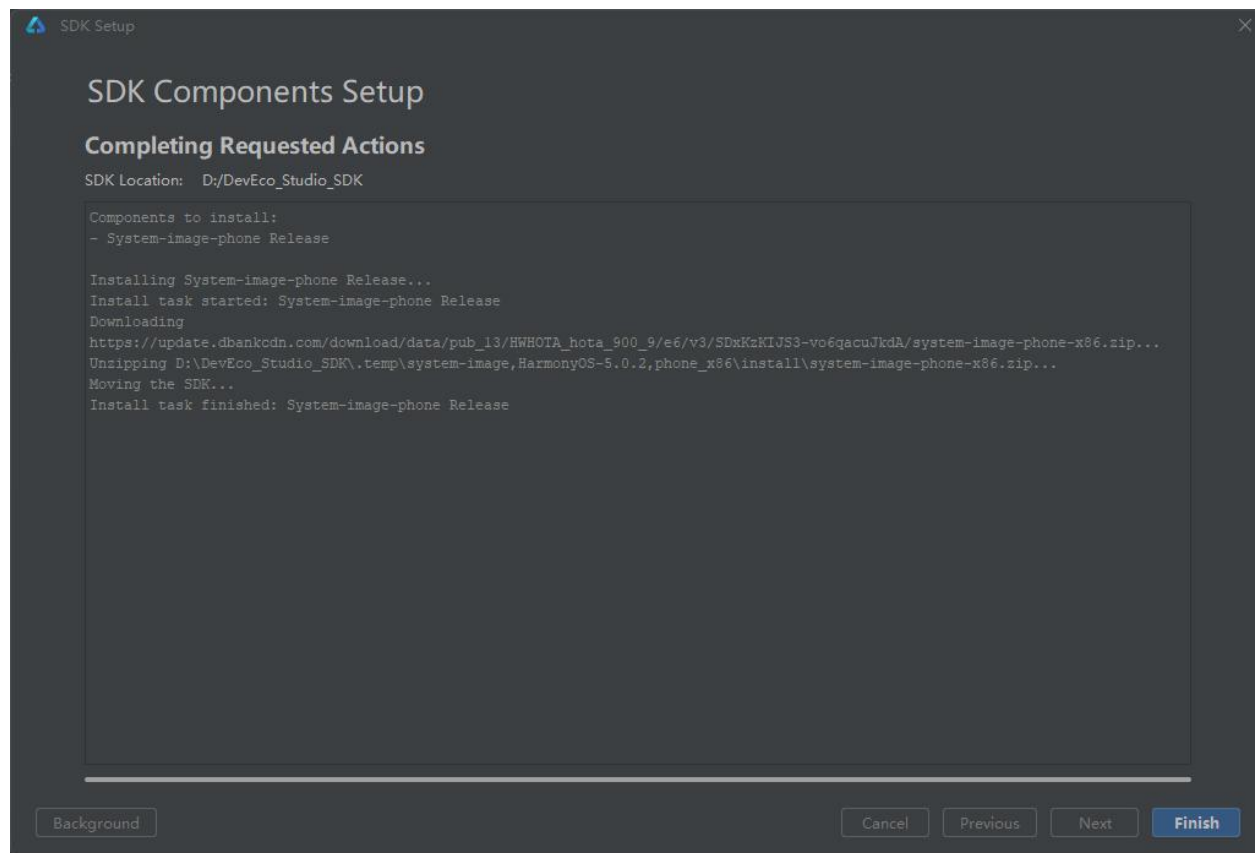 SDK Setup
SDK Components Setup
Completing Requested Actions
SDK Location: D:/DevEco_Studio_SDK
Components to install:
- System-image-phone Release
Installing System-image-phone Release...
Install task started: System-image-phone Release
Downloading
https://update.dbankcdn.com/download/data/pub_13/HWHOTA_hota_900_9/e6/v3/SDxKzKIJS3-vo6qacuJkdA/system-image-phone-x86.zip...
Unzipping D:\DevEco_Studio_SDK\.temp\system-image,HarmonyOS-5.0.2,phone_x86\install\system-image-phone-x86.zip...
Moving the SDK...
Install task finished: System-image-phone Release
Background
Cancel
Previous
Next
Finish